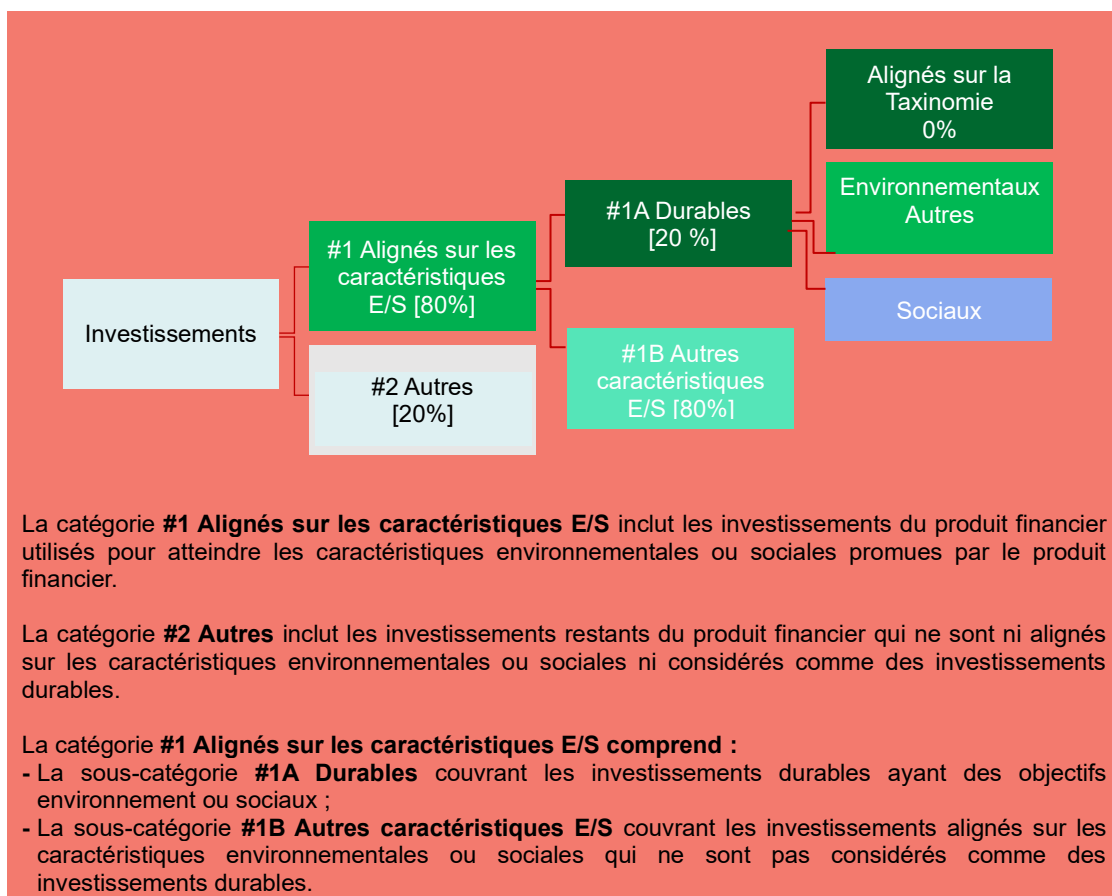 Alignés sur la
Taxinomie
0%
Environnementaux
Autres
#1A Durables
[20 %]
#1 Alignés sur les
caractéristiques
E/S [80%]
Sociaux
Investissements
#1B Autres
caractéristiques
E/S [80%]
#2 Autres
[20%]
La catégorie #1 Alignés sur les caractéristiques E/S inclut les investissements du produit financier
utilisés pour atteindre les caractéristiques environnementales ou sociales promues par le produit
financier.
La catégorie #2 Autres inclut les investissements restants du produit financier qui ne sont ni alignés
sur les caractéristiques environnementales ou sociales ni considérés comme des investissements
durables.
La catégorie #1 Alignés sur les caractéristiques E/S comprend :
- La sous-catégorie #1A Durables couvrant les investissements durables ayant des objectifs
environnement ou sociaux ;
- La sous-catégorie #1B Autres caractéristiques E/S couvrant les investissements alignés sur les
caractéristiques environnementales ou sociales qui ne sont pas considérés comme des
investissements durables.